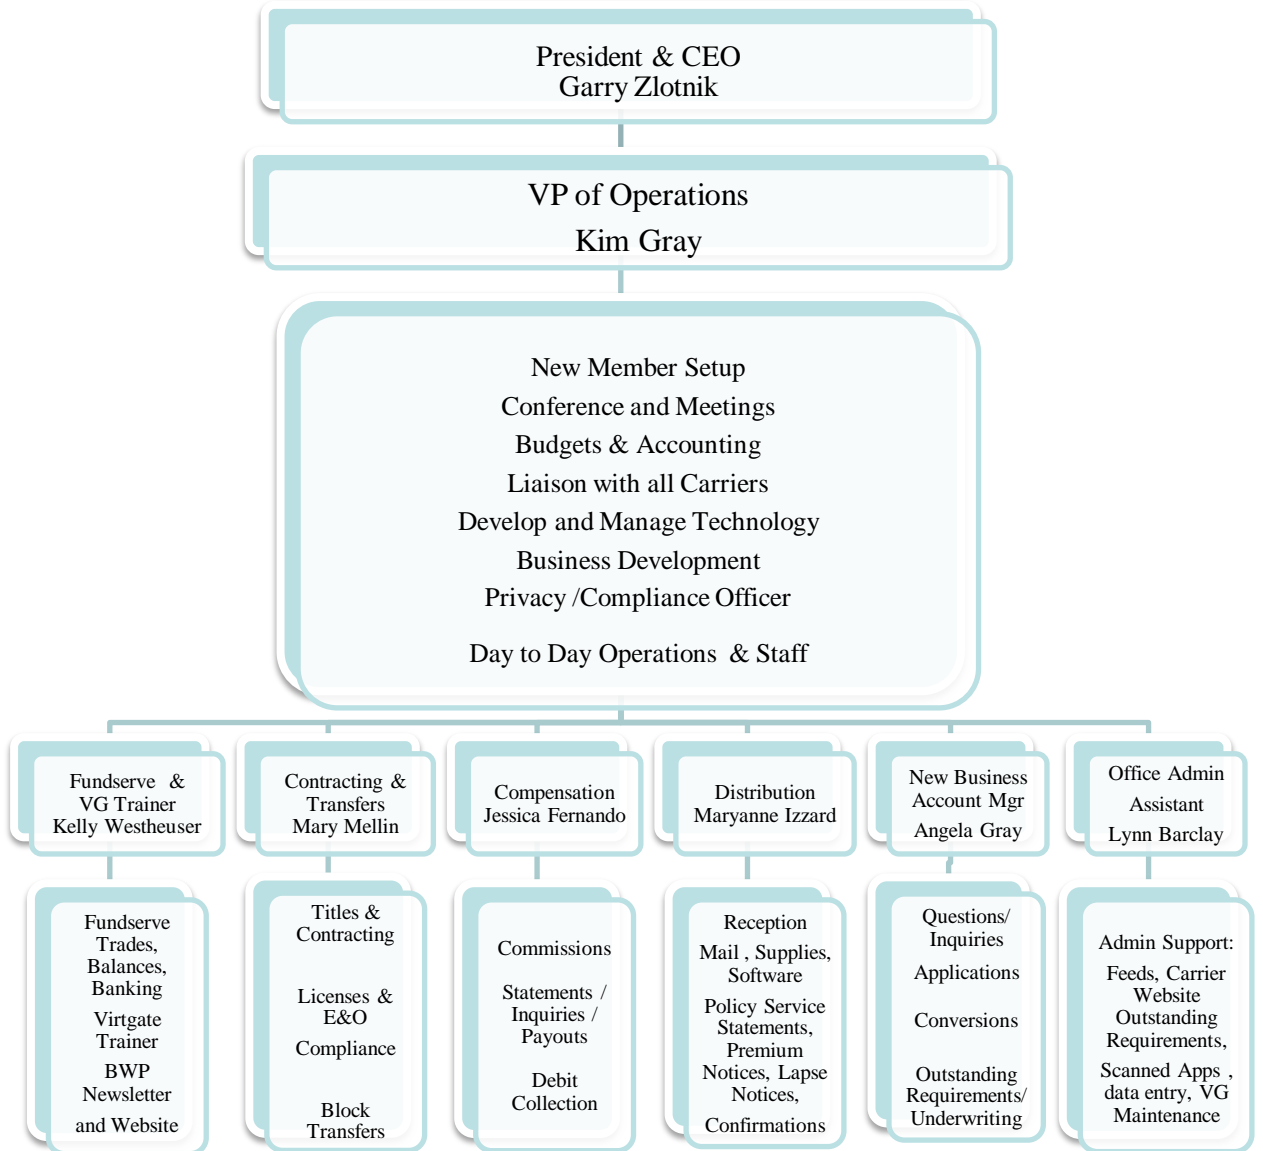 President & CEO
Garry Zlotnik
VP of Operations
Kim Gray
New Member Setup
Conference and Meetings
Budgets & Accounting
Liaison with all Carriers
Develop and Manage Technology
Business Development
Privacy /Compliance Officer
Day to Day Operations & Staff
Fundserve &
VG Trainer
Kelly Westheuser
Contracting &
Transfers
Mary Mellin
Compensation
Jessica Fernando
Distribution
Maryanne Izzard
New Business
Account Mgr
Angela Gray
Office Admin
Assistant
Lynn Barclay
Fundserve
Trades,
Balances,
Banking
Virtgate
Trainer
BWP
Newsletter
and Website
Titles &
Contracting
Licenses &
E&O
Compliance
Block
Transfers
Commissions
Statements /
Inquiries /
Payouts
Debit
Collection
Reception
Mail , Supplies,
Software
Policy Service
Statements,
Premium
Notices, Lapse
Notices,
Confirmations
Questions/
Inquiries
Applications
Conversions
Outstanding
Requirements/
Underwriting
Admin Support:
Feeds, Carrier
Website
Outstanding
Requirements,
Scanned Apps ,
data entry, VG
Maintenance